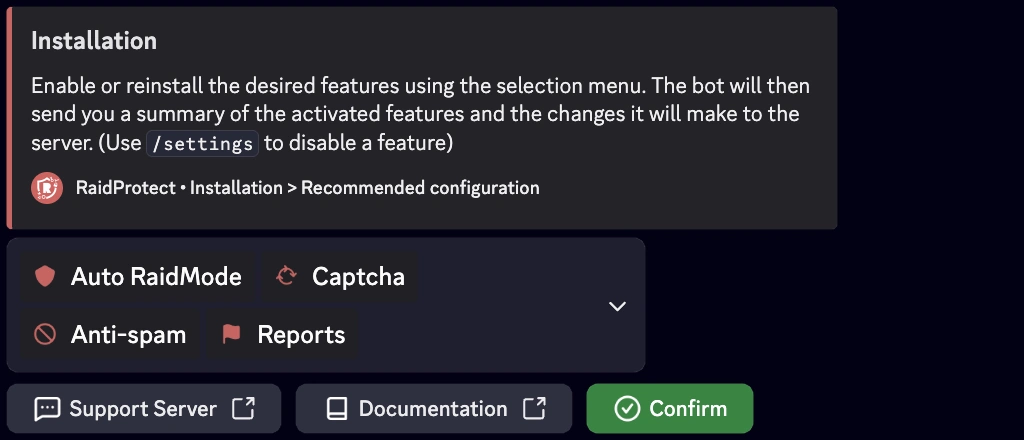 Installation
Enable or reinstall the desired features using the selection menu. The bot will then
send you a summary of the activated features and the changes it will make to the
server. (Use /settings to disable a feature)
RaidProtect • Installation > Recommended configuration
Auto RaidMode Captcha
Anti-spam Reports
Support Server Documentation Confirm